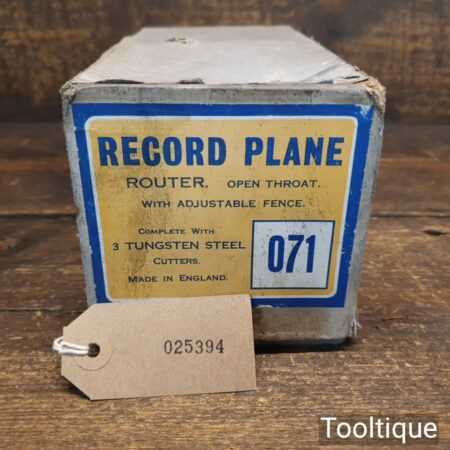 RECORD PLANE
ROUTER. OPEN THROAT.
WITH ADJUSTABLE FENCE.
COMPLETE WITH
3 TUNGSTEN STEEL
CUTTERS.
MADE IN ENGLAND.
071
025394
Tooltique